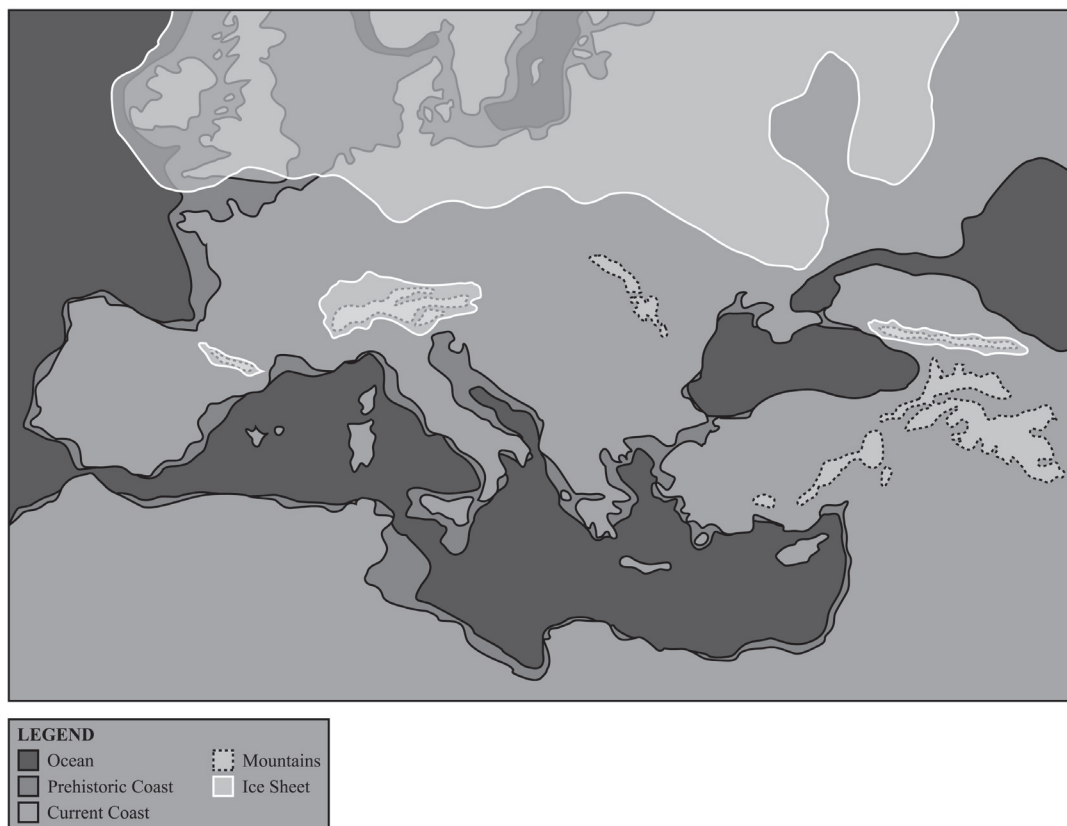 LEGEND
Ocean
Prehistoric Coast
Current Coast
Mountains
Ice Sheet